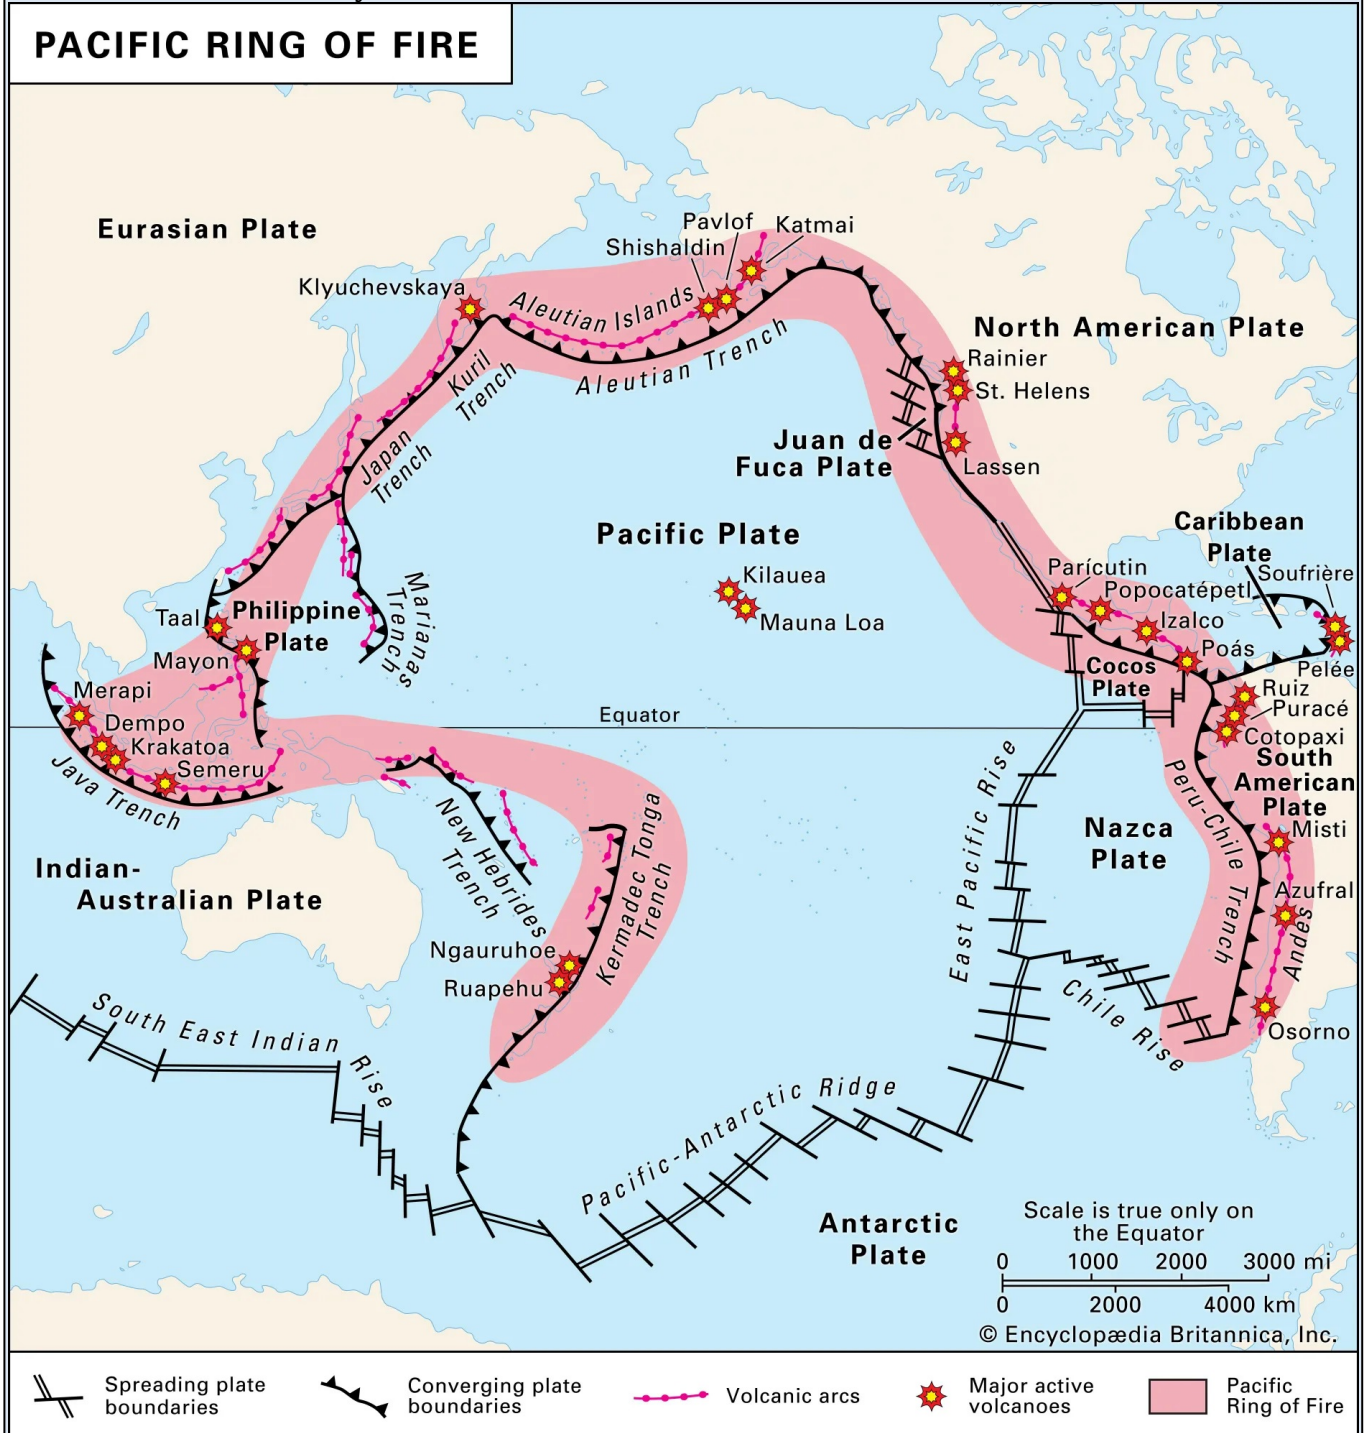 PACIFIC RING OF FIRE
Eurasian Plate
Pavlof
Katmai
Shishaldin
Klyuchevskaya
Aleutian Islands
North American Plate
Aleutian Trench
Kuril
Trench
Rainier
St. Helens
Juan de
Fuca Plate
Lassen
Japan
Trench
Pacific Plate
Caribbean
Plate
Soufrière
Parícutin
Popocatépetl
Kilauea
Mauna Loa
Marianas
Trench
Taal
Philippine
Plate
Izalco
Poás
Mayon
Cocos
Plate
Pelée
Merapi
Ruiz
Puracé
Dempo
Equator
Krakatoa
Cotopaxi
Semeru
South
American
Plate
Java Trench
Peru-Chile Trench
East Pacific Rise
Misti
New Hebrides
Trench
Kermadec Tonga
Trench
Nazca
Plate
Indian-
Australian Plate
Azufral
Andes
Ngauruhoe
Ruapehu
Chile Rise
Osorno
South East Indian Rise
Pacific-Antarctic Ridge
Antarctic
Plate
Scale is true only on
the Equator
0 1000 2000 3000 mi
0 2000 4000 km
© Encyclopædia Britannica, Inc.
Spreading plate
boundaries
Converging plate
boundaries
Volcanic arcs
Major active
volcanoes
Pacific
Ring of Fire